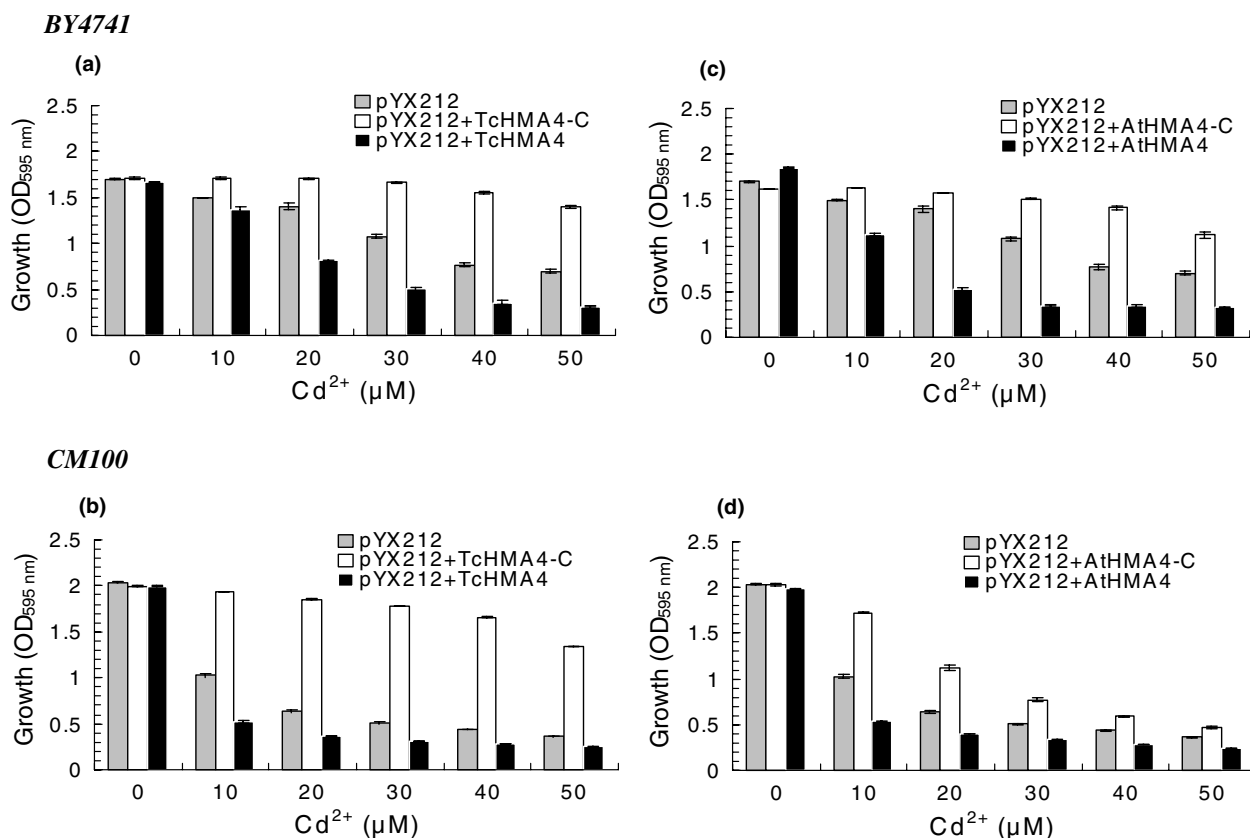 BY4741
(a)
pYX212
pYX212+TcHMA4-C
pYX212+TcHMA4
2.5
2
1.5
1
0.5
0
Growth (OD595 nm)
0 10 20 30 40 50
Cd2+ (µM)
(c)
pYX212
pYX212+AtHMA4-C
pYX212+AtHMA4
2.5
2
1.5
1
0.5
0
Growth (OD595 nm)
0 10 20 30 40 50
Cd2+ (µM)
CM100
(b)
pYX212
pYX212+TcHMA4-C
pYX212+TcHMA4
2.5
2
1.5
1
0.5
0
Growth (OD595 nm)
0 10 20 30 40 50
Cd2+ (µM)
(d)
pYX212
pYX212+AtHMA4-C
pYX212+AtHMA4
2.5
2
1.5
1
0.5
0
Growth (OD595 nm)
0 10 20 30 40 50
Cd2+ (µM)